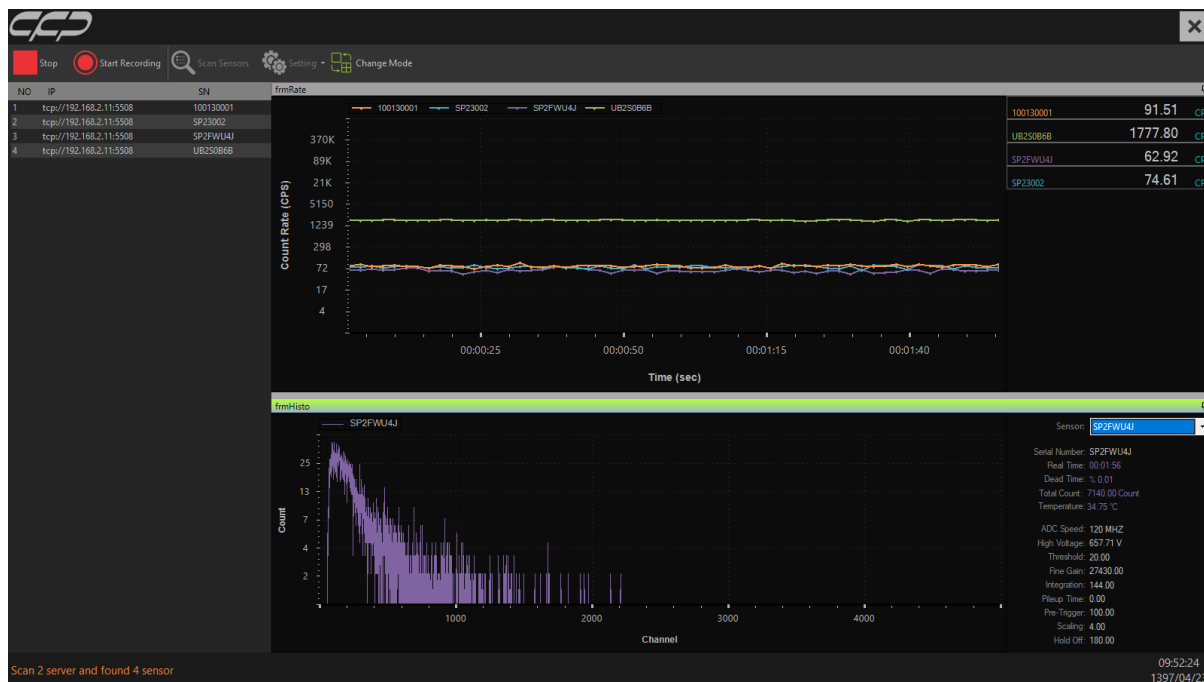 Stop Start Recording Scan Sensors Setting Change Mode
NO IP SN
1 tcp://192.168.2.11:5508 100130001
2 tcp://192.168.2.11:5508 SP23002
3 tcp://192.168.2.11:5508 SP2FWU4J
4 tcp://192.168.2.11:5508 UB2S0B6B
frmRate
100130001 SP23002 SP2FWU4J UB2S0B6B
370K
89K
21K
5150
1239
298
72
17
4
Count Rate (CPS)
00:00:25 00:00:50 00:01:15 00:01:40
Time (sec)
100130001 91.51 CP
UB2S0B6B 1777.80 CP
SP2FWU4J 62.92 CP
SP23002 74.61 CP
frmHisto
SP2FWU4J
25
13
7
4
2
Count
1000 2000 3000 4000
Channel
Sensor: SP2FWU4J
Serial Number: SP2FWU4J
Real Time: 00:01:56
Dead Time: % 0.01
Total Count: 7140.00 Count
Temperature: 34.75 °C
ADC Speed: 120 MHZ
High Voltage: 657.71 V
Threshold: 20.00
Fine Gain: 27430.00
Integration: 144.00
Pileup Time: 0.00
Pre-Trigger: 100.00
Scaling: 4.00
Hold Off: 180.00
Scan 2 server and found 4 sensor
09:52:24